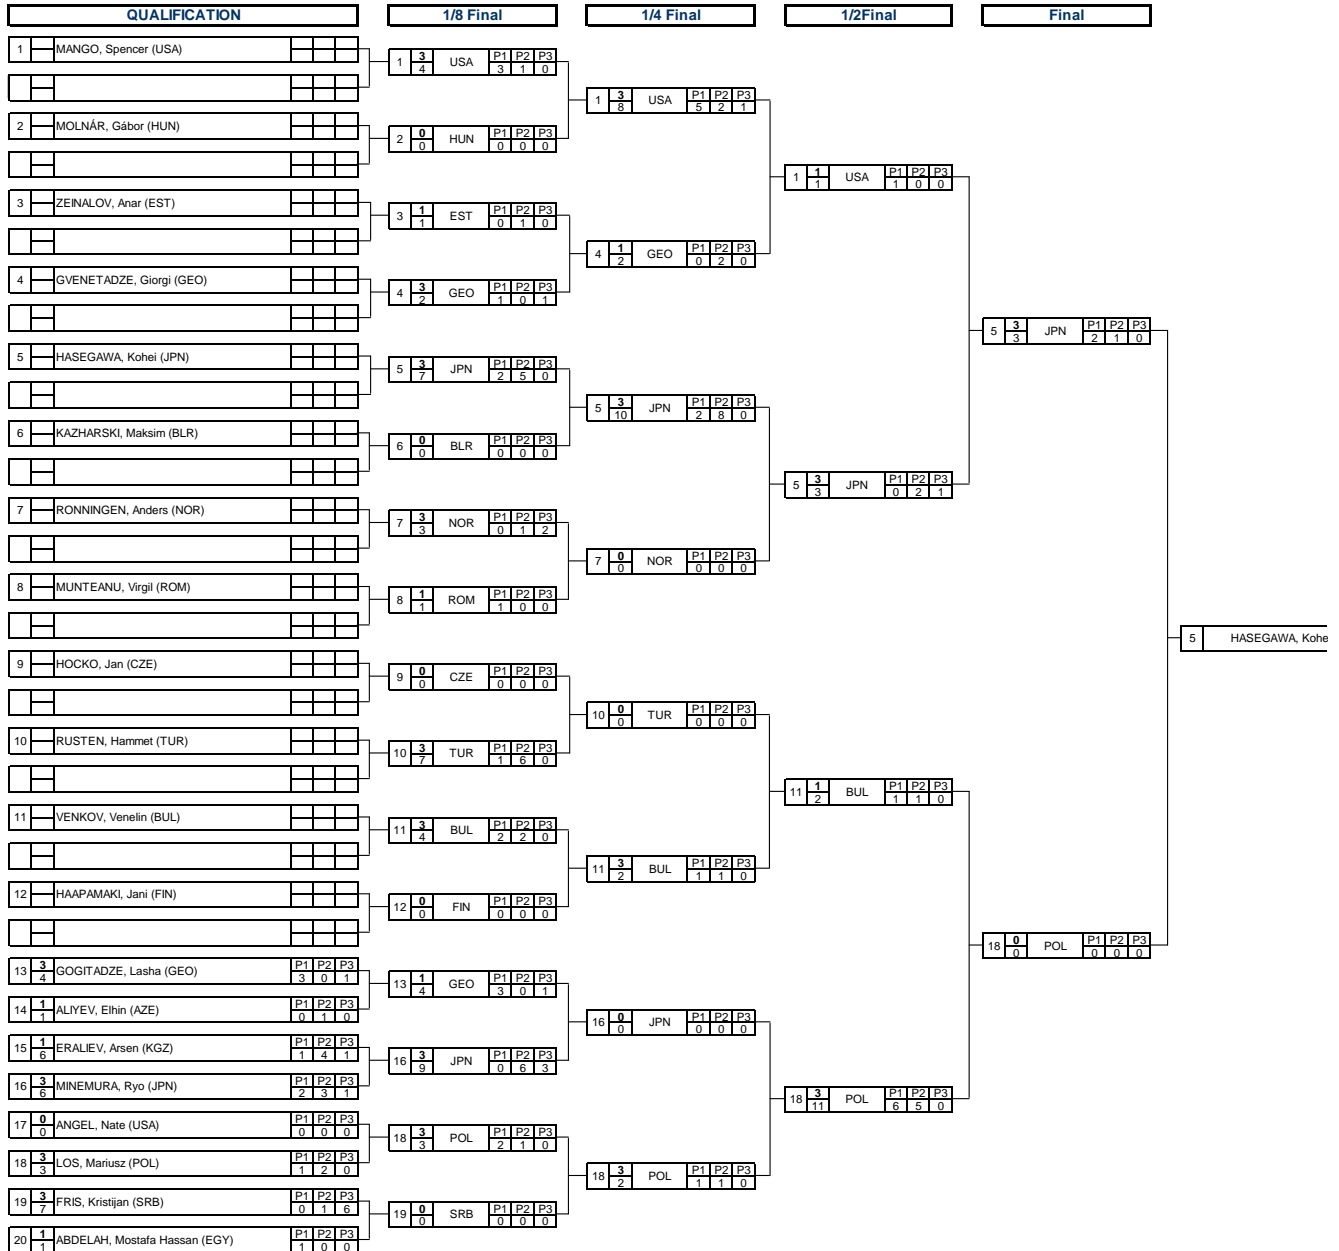 QUALIFICATION 1/8 Final 1/4 Final 1/2Final Final
1 MANGO, Spencer (USA)
1 3 4 USA P1 P2 P3 3 1 0
1 3 8 USA P1 P2 P3 5 2 1
2 MOLNÁR, Gábor (HUN)
2 0 0 HUN P1 P2 P3 0 0 0
1 1 1 USA P1 P2 P3 1 0 0
3 ZEINALOV, Anar (EST)
3 1 1 EST P1 P2 P3 0 1 0
4 1 2 GEO P1 P2 P3 0 2 0
4 GVENETADZE, Giorgi (GEO)
4 3 2 GEO P1 P2 P3 1 0 1
5 3 3 JPN P1 P2 P3 2 1 0
5 HASEGAWA, Kohei (JPN)
5 3 7 JPN P1 P2 P3 2 5 0
5 3 10 JPN P1 P2 P3 2 8 0
6 KAZHARSKI, Maksim (BLR)
6 0 0 BLR P1 P2 P3 0 0 0
5 3 3 JPN P1 P2 P3 0 2 1
7 RONNINGEN, Anders (NOR)
7 3 3 NOR P1 P2 P3 0 1 2
7 0 0 NOR P1 P2 P3 0 0 0
8 MUNTEANU, Virgil (ROM)
8 1 1 ROM P1 P2 P3 1 0 0
5 HASEGAWA, Kohe
9 HOCKO, Jan (CZE)
9 0 0 CZE P1 P2 P3 0 0 0
10 0 0 TUR P1 P2 P3 0 0 0
10 RUSTEN, Hammet (TUR)
10 3 7 TUR P1 P2 P3 1 6 0
11 1 2 BUL P1 P2 P3 1 1 0
11 VENKOV, Venelin (BUL)
11 3 4 BUL P1 P2 P3 2 2 0
11 3 2 BUL P1 P2 P3 1 1 0
12 HAAPAMAKI, Jani (FIN)
12 0 0 FIN P1 P2 P3 0 0 0
18 0 0 POL P1 P2 P3 0 0 0
13 3 4 GOGITADZE, Lasha (GEO) P1 P2 P3 3 0 1
13 1 4 GEO P1 P2 P3 3 0 1
14 1 1 ALIYEV, Elhin (AZE) P1 P2 P3 0 1 0
16 0 0 JPN P1 P2 P3 0 0 0
15 1 6 ERALIEV, Arsen (KGZ) P1 P2 P3 1 4 1
16 3 9 JPN P1 P2 P3 0 6 3
16 3 6 MINEMURA, Ryo (JPN) P1 P2 P3 2 3 1
18 3 11 POL P1 P2 P3 6 5 0
17 0 0 ANGEL, Nate (USA) P1 P2 P3 0 0 0
18 3 3 POL P1 P2 P3 2 1 0
18 3 3 LOS, Mariusz (POL) P1 P2 P3 1 2 0
18 3 2 POL P1 P2 P3 1 1 0
19 3 7 FRIS, Kristijan (SRB) P1 P2 P3 0 1 6
19 0 0 SRB P1 P2 P3 0 0 0
20 1 1 ABDELAH, Mostafa Hassan (EGY) P1 P2 P3 1 0 0